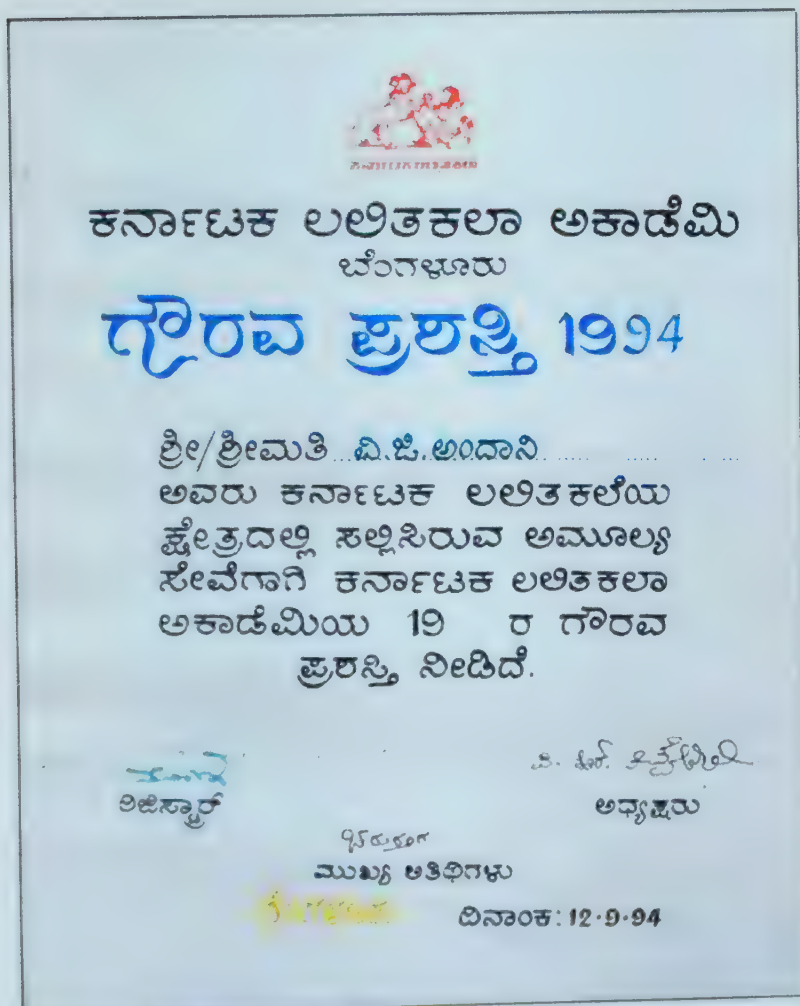 ಕರ್ನಾಟಕ ಲಲಿತಕಲಾ ಅಕಾಡೆಮಿ
ಬೆಂಗಳೂರು
ಗೌರವ ಪ್ರಶಸ್ತಿ 1994
ಶ್ರೀ/ಶ್ರೀಮತಿ ವಿ.ಜಿ.ಅಂದಾನಿ
ಅವರು ಕರ್ನಾಟಕ ಲಲಿತಕಲೆಯ
ಕ್ಷೇತ್ರದಲ್ಲಿ ಸಲ್ಲಿಸಿರುವ ಅಮೂಲ್ಯ
ಸೇವೆಗಾಗಿ ಕರ್ನಾಟಕ ಲಲಿತಕಲಾ
ಅಕಾಡೆಮಿಯ 19 ರ ಗೌರವ
ಪ್ರಶಸ್ತಿ ನೀಡಿದೆ.
ರಿಜಿಸ್ಟ್ರಾರ್
ಅಧ್ಯಕ್ಷರು
ಮುಖ್ಯ ಅತಿಥಿಗಳು
ದಿನಾಂಕ: 12.9.94